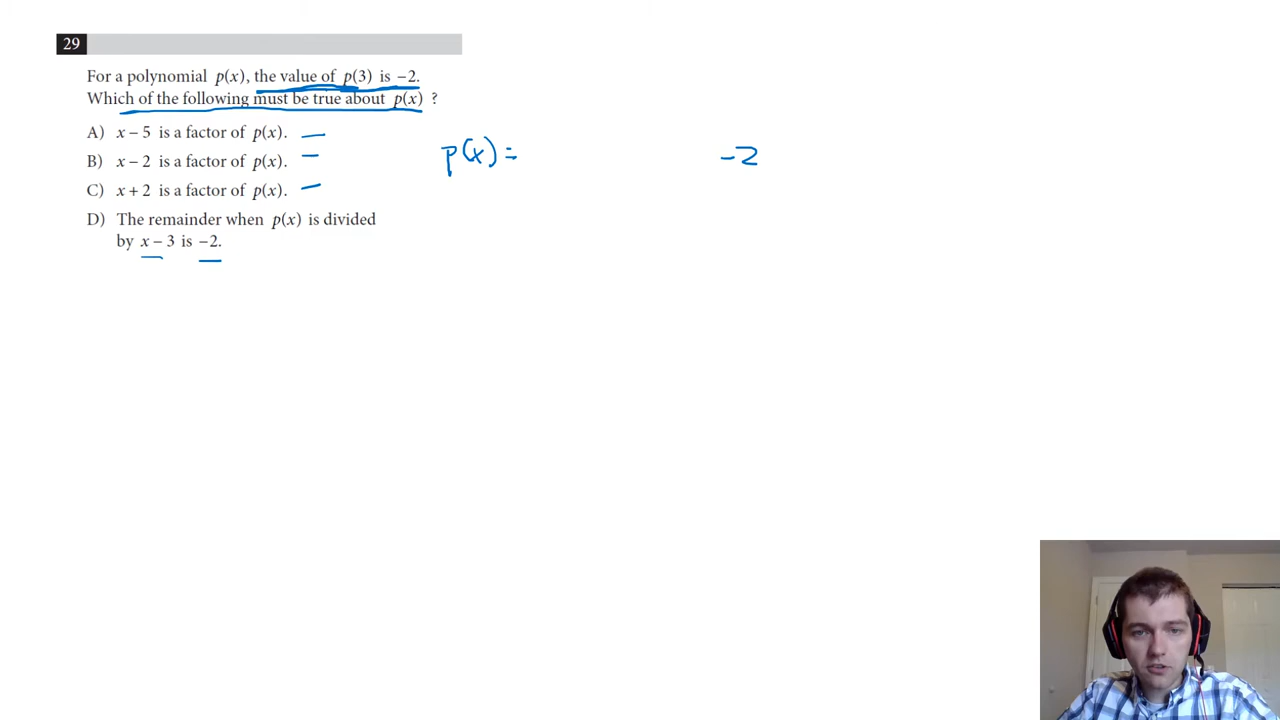 29
For a polynomial p(x), the value of p(3) is −2.
Which of the following must be true about p(x) ?
A) x − 5 is a factor of p(x).
B) x − 2 is a factor of p(x).
C) x + 2 is a factor of p(x).
D) The remainder when p(x) is divided
by x − 3 is −2.
p(x) = -2